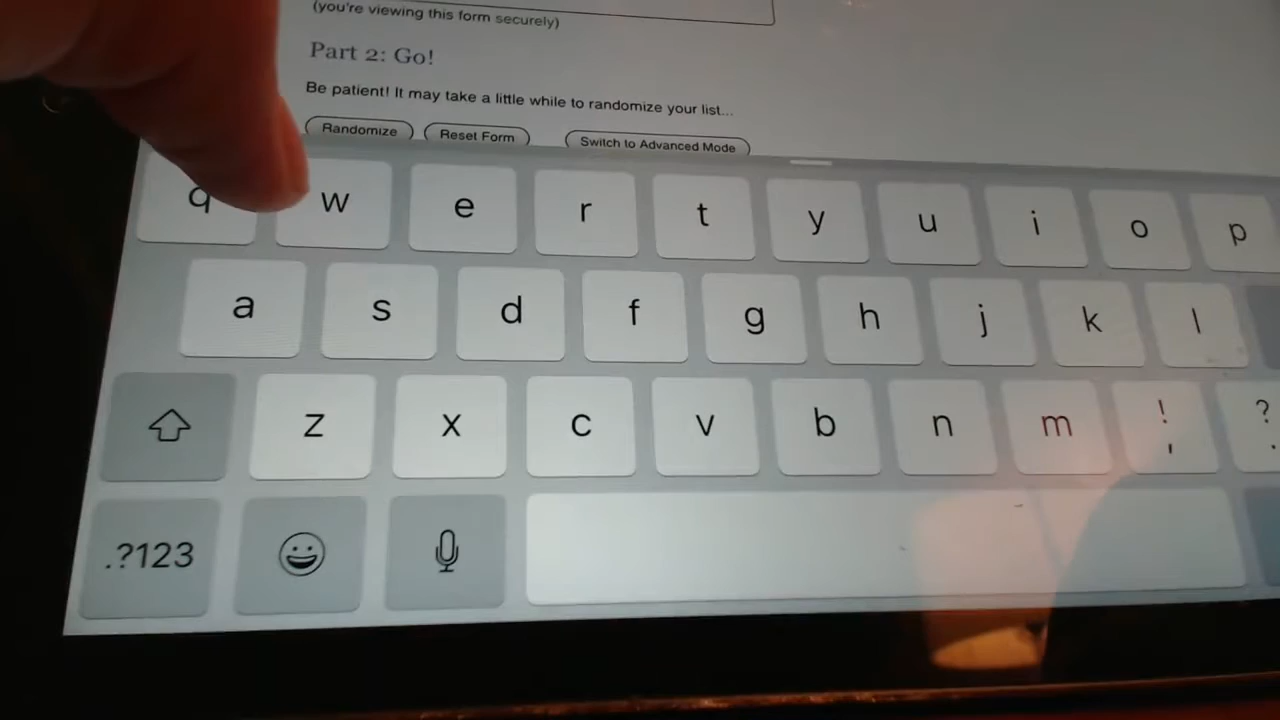 (you're viewing this form securely)
Part 2: Go!
Be patient! It may take a little while to randomize your list...
Randomize Reset Form Switch to Advanced Mode
q w e r t y u i o p
a s d f g h j k l
z x c v b n m ! , ? .
.?123